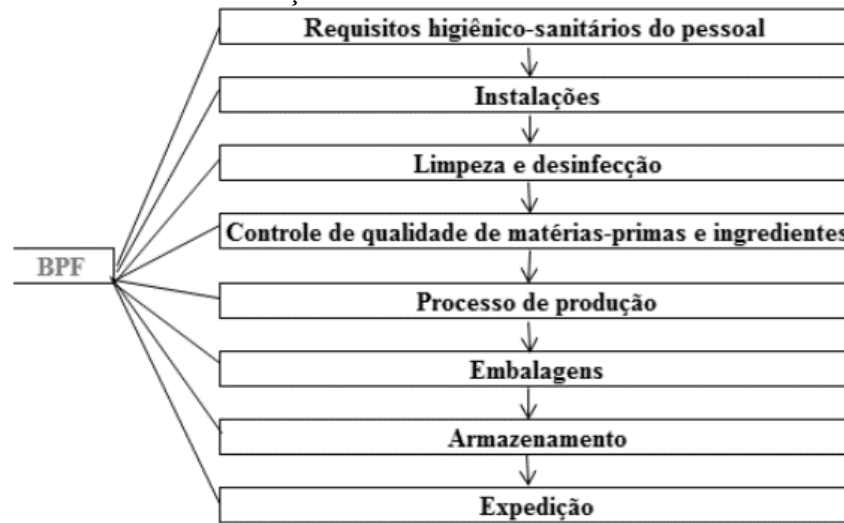 Requisitos higiênico-sanitários do pessoal
Instalações
Limpeza e desinfecção
Controle de qualidade de matérias-primas e ingredientes
BPF
Processo de produção
Embalagens
Armazenamento
Expedição